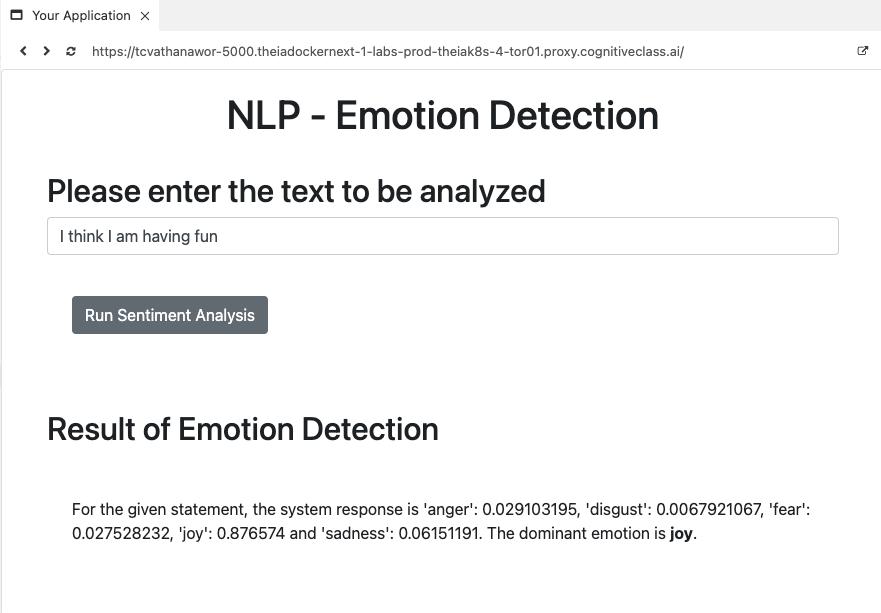 Your Application
https://tcvathanawor-5000.theiadockernext-1-labs-prod-theiak8s-4-tor01.proxy.cognitiveclass.ai/
NLP - Emotion Detection
Please enter the text to be analyzed
I think I am having fun
Run Sentiment Analysis
Result of Emotion Detection
For the given statement, the system response is 'anger': 0.029103195, 'disgust': 0.0067921067, 'fear':
0.027528232, 'joy': 0.876574 and 'sadness': 0.06151191. The dominant emotion is joy.